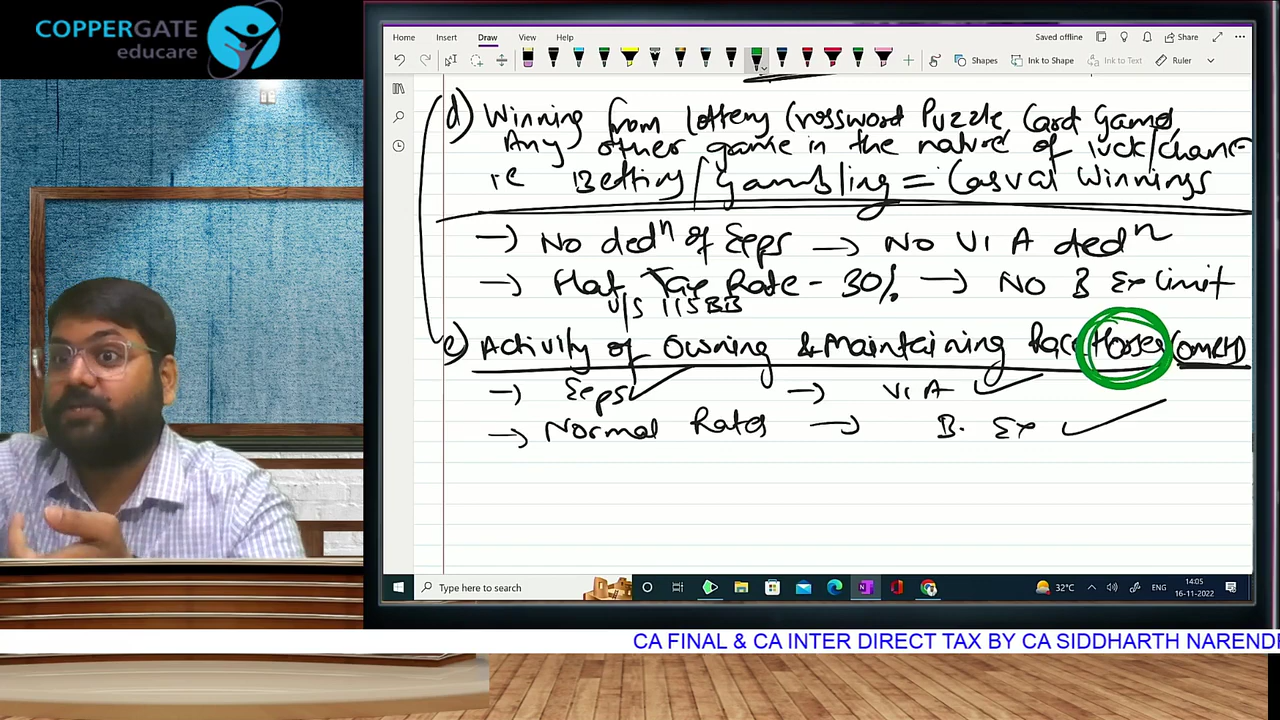 COPPERGATE
educare
Home Insert Draw View Help
Saved offline
Share
Shapes
Ink to Shape
Ink to Text
Ruler
d) Winning from lottery Crossword Puzzle Card Games,
Any other game in the nature of luck/chance
ie Betting/Gambling = Casual Winnings
→ No dedⁿ of Exps → No VI A dedⁿ
→ Flat Tax Rate - 30% → No B Ex limit
U/S 115BB
e) Activity of Owning & Maintaining Race Horses (OMRH)
→ Exps ✓ → VI A ✓
→ Normal Rates → B. Ex ✓
Type here to search
32°C
ENG
14:05
16-11-2022
CA FINAL & CA INTER DIRECT TAX BY CA SIDDHARTH NAREND